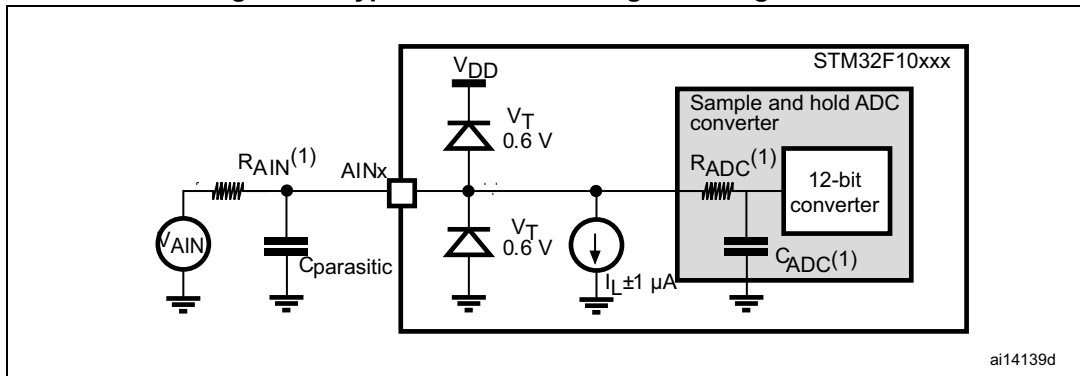 STM32F10xxx
VDD
Sample and hold ADC
converter
VT
0.6 V
RAIN(1)
AINx
RADC(1)
12-bit
converter
VAIN
Cparasitic
VT
0.6 V
IL±1 µA
CADC(1)
ai14139d